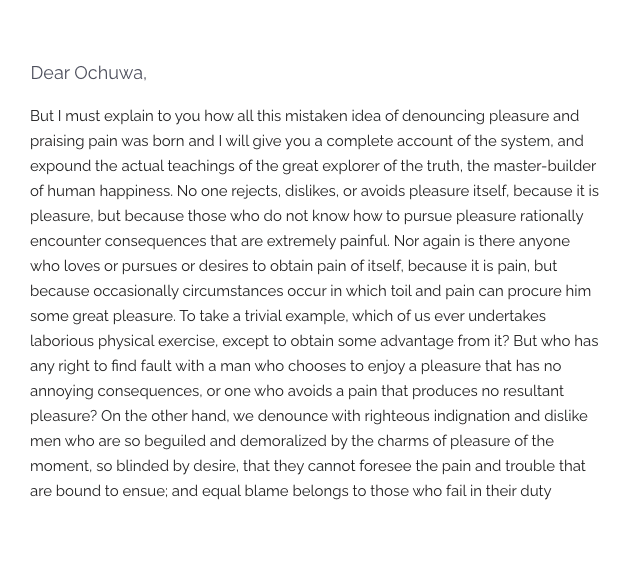 Dear Ochuwa,
But I must explain to you how all this mistaken idea of denouncing pleasure and
praising pain was born and I will give you a complete account of the system, and
expound the actual teachings of the great explorer of the truth, the master-builder
of human happiness. No one rejects, dislikes, or avoids pleasure itself, because it is
pleasure, but because those who do not know how to pursue pleasure rationally
encounter consequences that are extremely painful. Nor again is there anyone
who loves or pursues or desires to obtain pain of itself, because it is pain, but
because occasionally circumstances occur in which toil and pain can procure him
some great pleasure. To take a trivial example, which of us ever undertakes
laborious physical exercise, except to obtain some advantage from it? But who has
any right to find fault with a man who chooses to enjoy a pleasure that has no
annoying consequences, or one who avoids a pain that produces no resultant
pleasure? On the other hand, we denounce with righteous indignation and dislike
men who are so beguiled and demoralized by the charms of pleasure of the
moment, so blinded by desire, that they cannot foresee the pain and trouble that
are bound to ensue; and equal blame belongs to those who fail in their duty